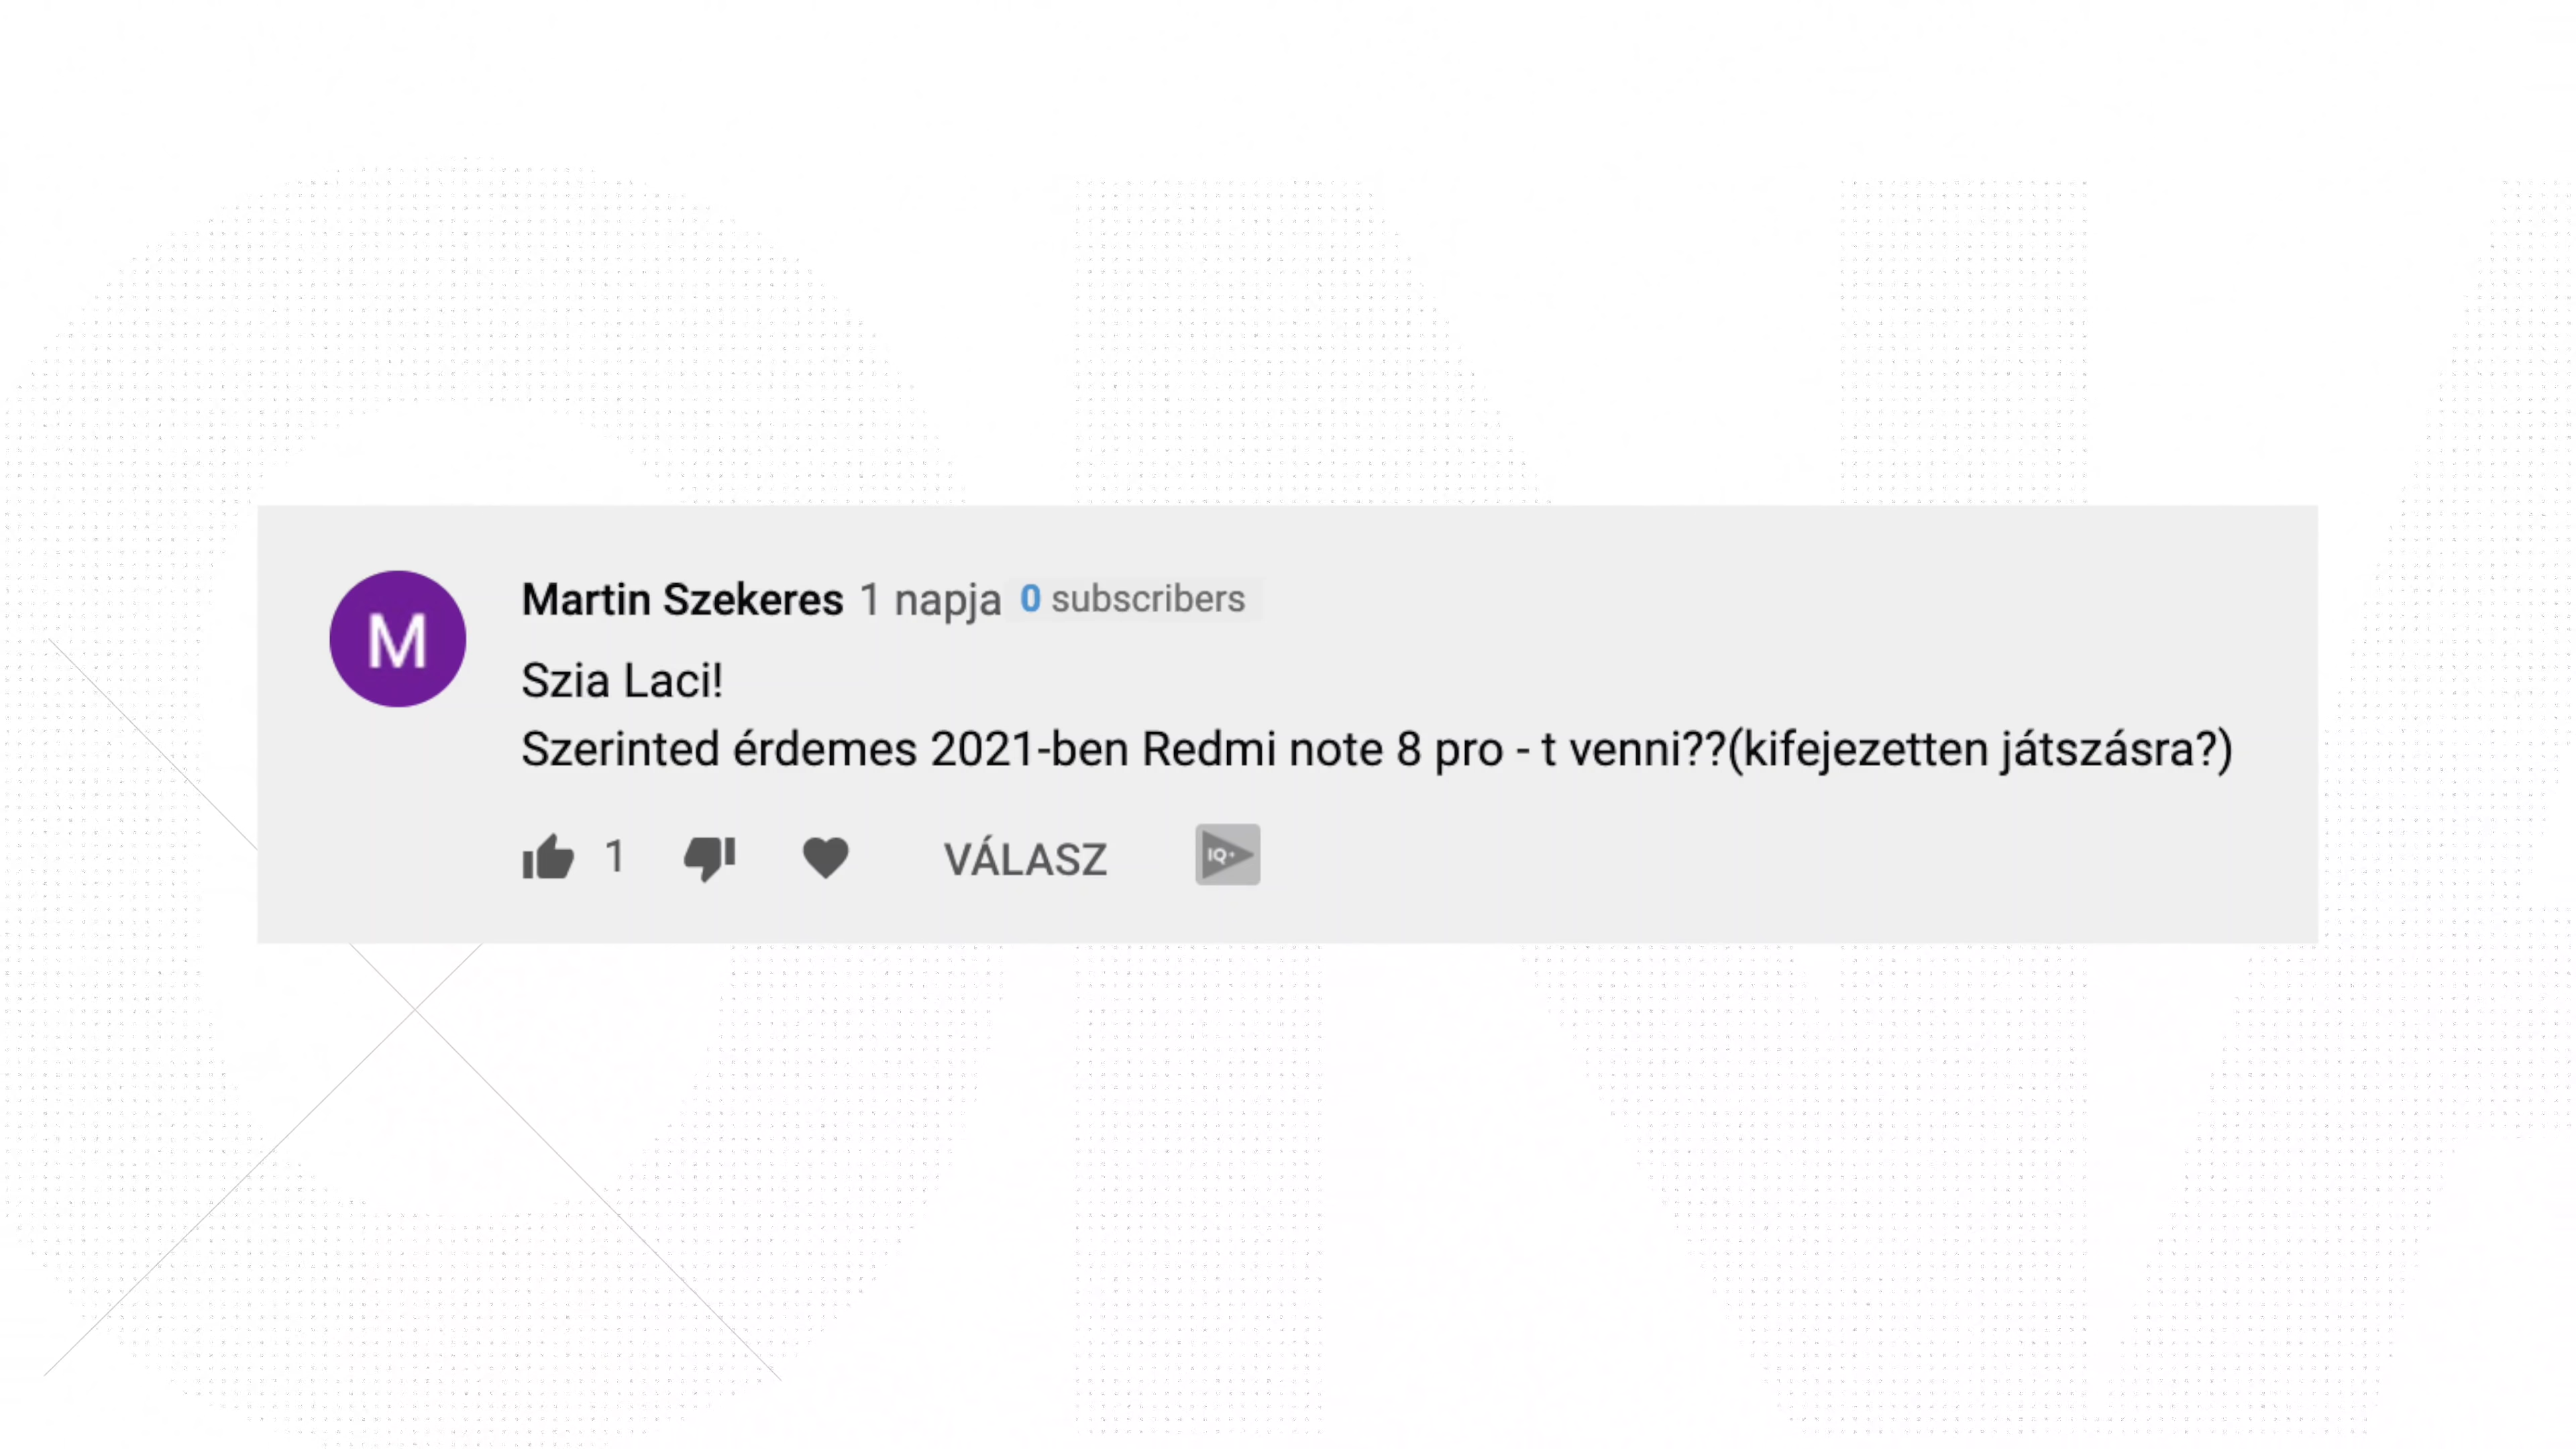 M
Martin Szekeres 1 napja 0 subscribers
Szia Laci!
Szerinted érdemes 2021-ben Redmi note 8 pro - t venni??(kifejezetten játszásra?)
1 VÁLASZ IQ+